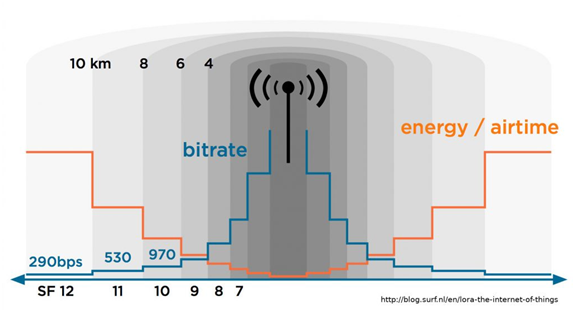 10 km 8 6 4
energy / airtime
bitrate
290bps 530 970
SF 12 11 10 9 8 7
http://blog.surf.nl/en/lora-the-internet-of-things